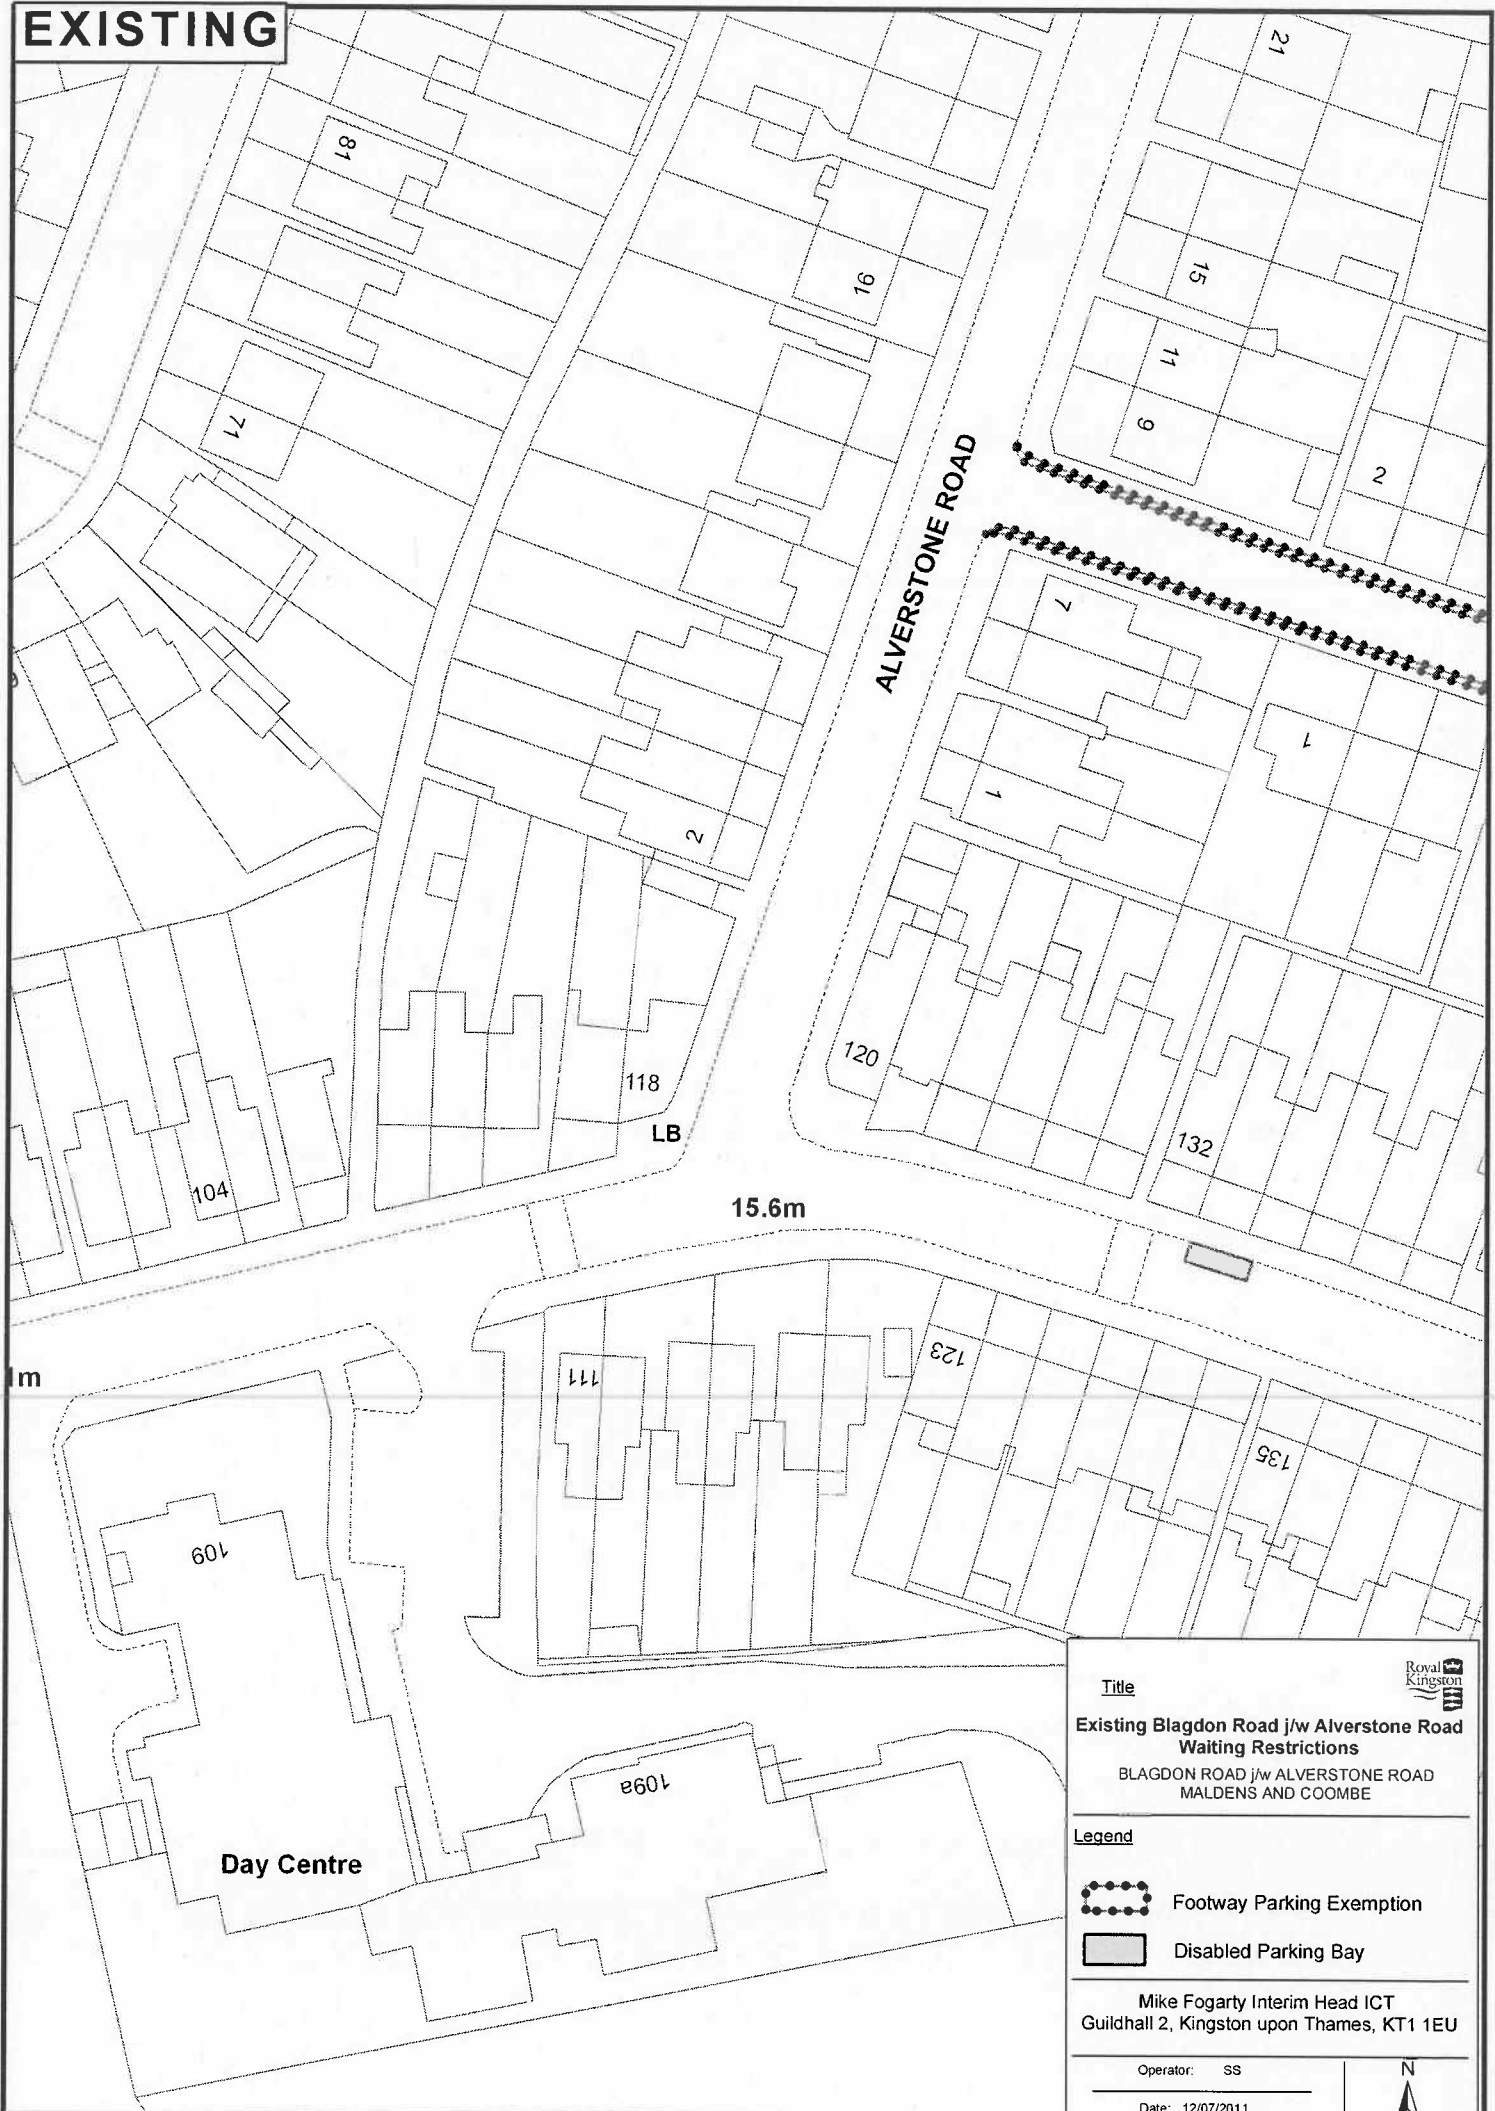 EXISTING
21
81
16
15
11
9
71
2
ALVERSTONE ROAD
7
1
1
2
120
118
LB
132
104
15.6m
123
111
1m
135
109
109a
Day Centre
Title
Royal
Kingston
Existing Blagdon Road j/w Alverstone Road
Waiting Restrictions
BLAGDON ROAD j/w ALVERSTONE ROAD
MALDENS AND COOMBE
Legend
Footway Parking Exemption
Disabled Parking Bay
Mike Fogarty Interim Head ICT
Guildhall 2, Kingston upon Thames, KT1 1EU
Operator: SS
N
Date: 12/07/2011